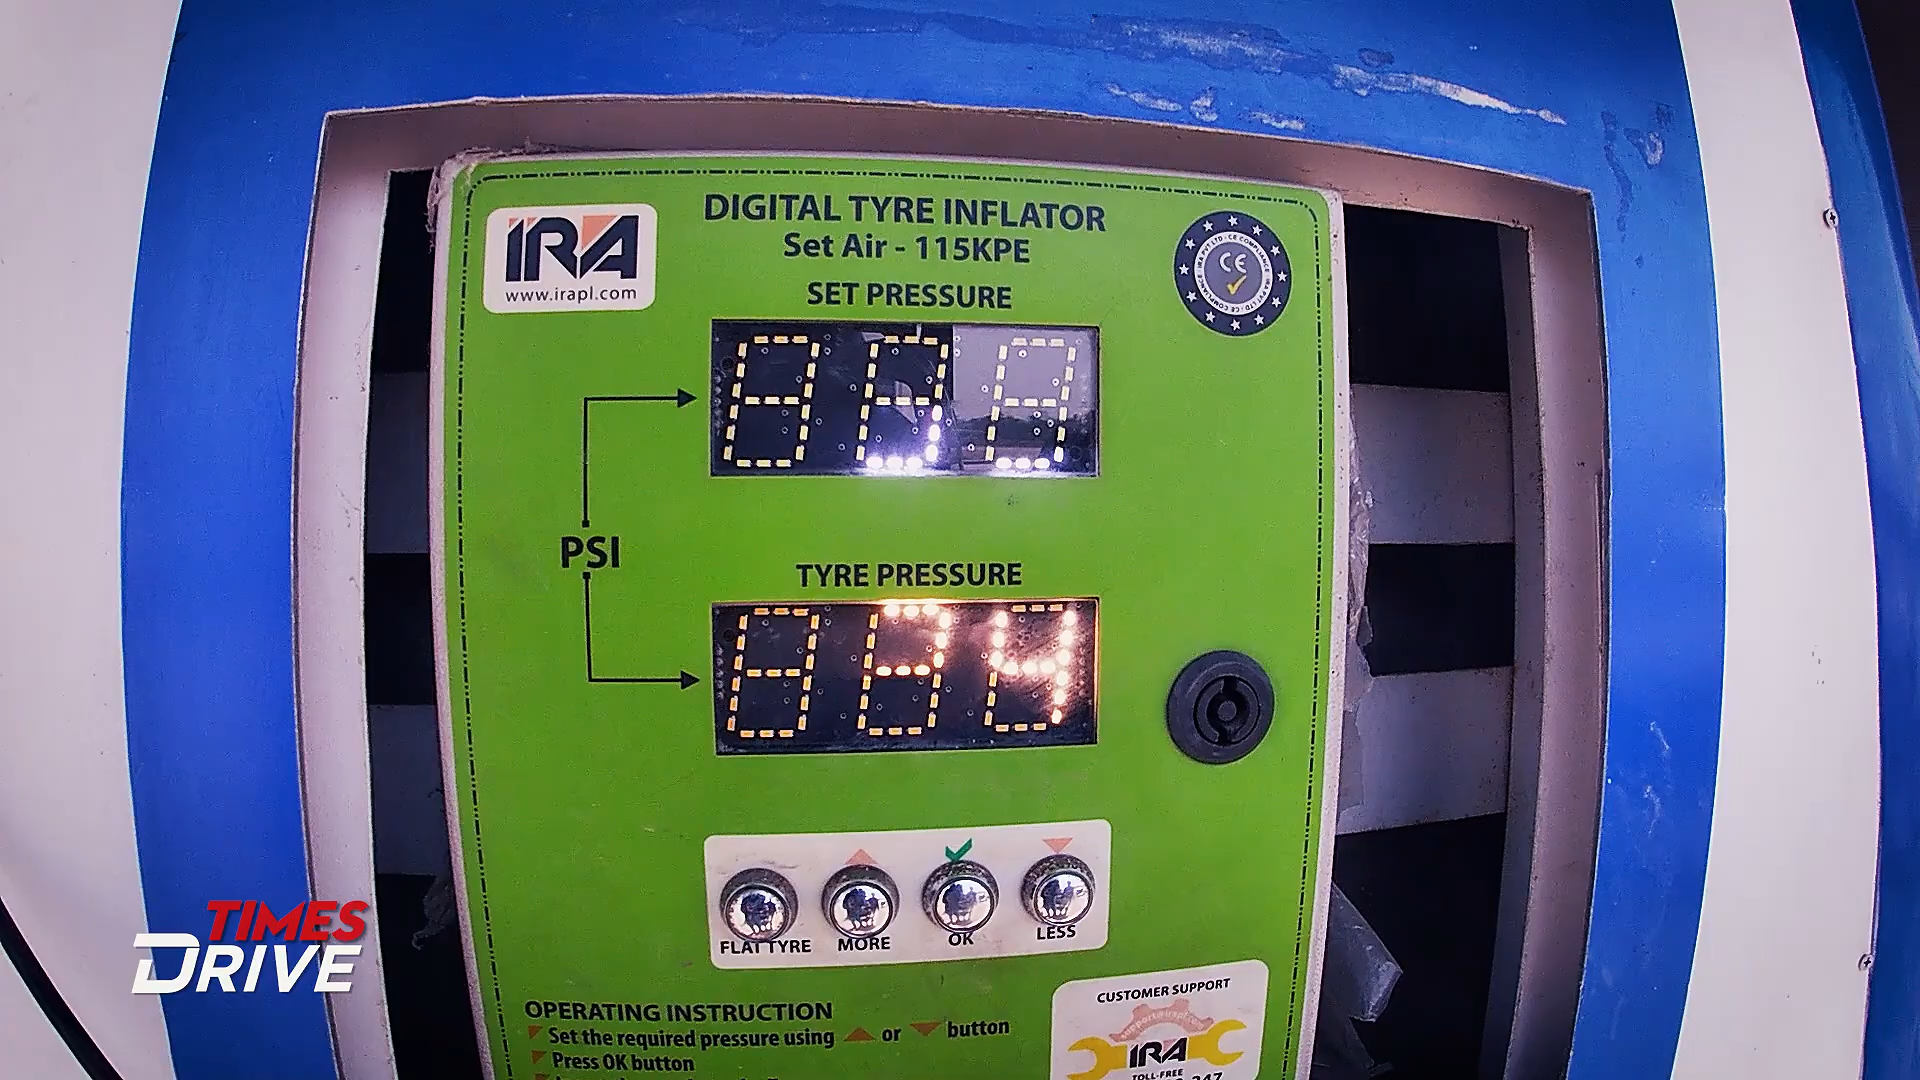 IRA
www.irapl.com
DIGITAL TYRE INFLATOR
Set Air - 115KPE
SET PRESSURE
CE
PSI
TYRE PRESSURE
FLAT TYRE
MORE
OK
LESS
OPERATING INSTRUCTION
Set the required pressure using or button
Press OK button
CUSTOMER SUPPORT
IRA
TOLL-FREE
TIMES
DRIVE